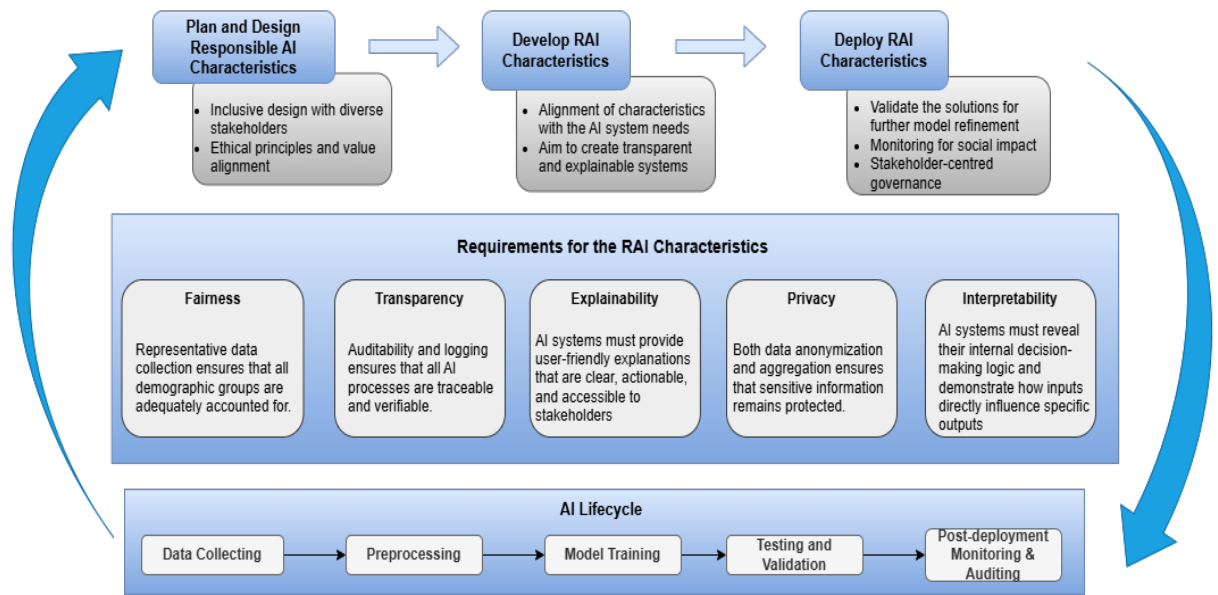 Plan and Design
Responsible AI
Characteristics
• Inclusive design with diverse
stakeholders
• Ethical principles and value
alignment
Develop RAI
Characteristics
• Alignment of characteristics
with the AI system needs
• Aim to create transparent
and explainable systems
Deploy RAI
Characteristics
• Validate the solutions for
further model refinement
• Monitoring for social impact
• Stakeholder-centred
governance
Requirements for the RAI Characteristics
Fairness
Representative data
collection ensures that all
demographic groups are
adequately accounted for.
Transparency
Auditability and logging
ensures that all AI
processes are traceable
and verifiable.
Explainability
AI systems must provide
user-friendly explanations
that are clear, actionable,
and accessible to
stakeholders
Privacy
Both data anonymization
and aggregation ensures
that sensitive information
remains protected.
Interpretability
AI systems must reveal
their internal decision-
making logic and
demonstrate how inputs
directly influence specific
outputs
AI Lifecycle
Data Collecting
Preprocessing
Model Training
Testing and
Validation
Post-deployment
Monitoring &
Auditing